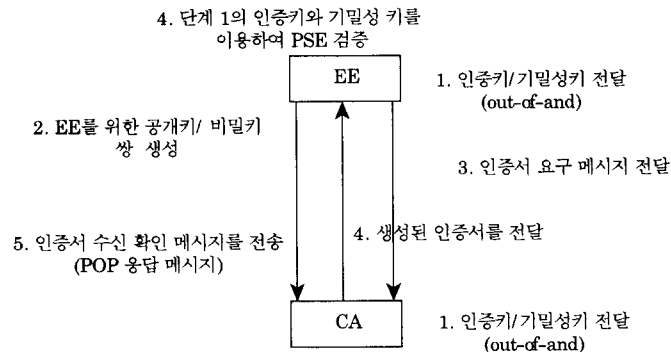 4. 단계 1의 인증키와 기밀성 키를
이용하여 PSE 검증
EE
1. 인중키/기밀성키 전달
(out-of-and)
2. EE를 위한 공개키/ 비밀키
쌍 생성
3. 인증서 요구 메시지 전달
5. 인증서 수신 확인 메시지를 전송
(POP 응답 메시지)
4. 생성된 인증서를 전달
CA
1. 인증키/기밀성키 전달
(out-of-and)